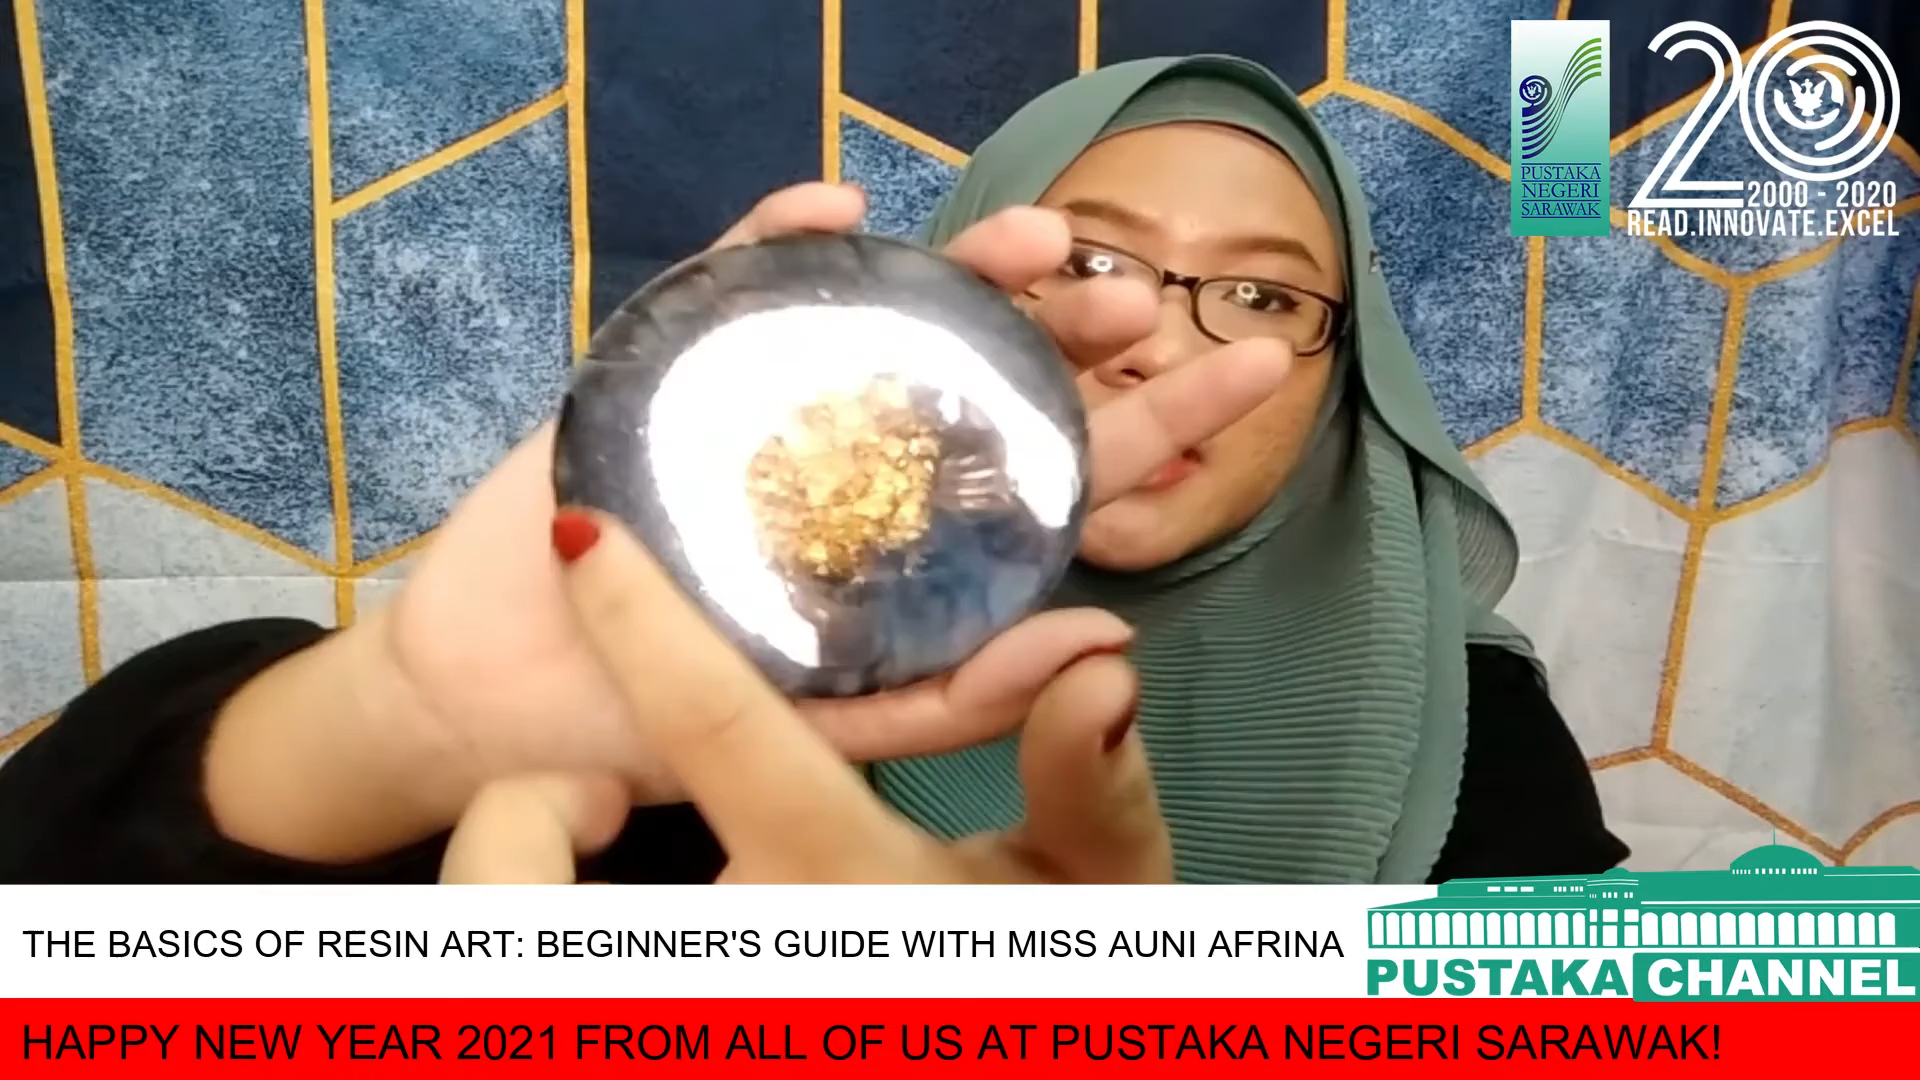 PUSTAKA
NEGERI
SARAWAK
20
2000 - 2020
READ.INNOVATE.EXCEL
THE BASICS OF RESIN ART: BEGINNER'S GUIDE WITH MISS AUNI AFRINA
PUSTAKA CHANNEL
HAPPY NEW YEAR 2021 FROM ALL OF US AT PUSTAKA NEGERI SARAWAK!